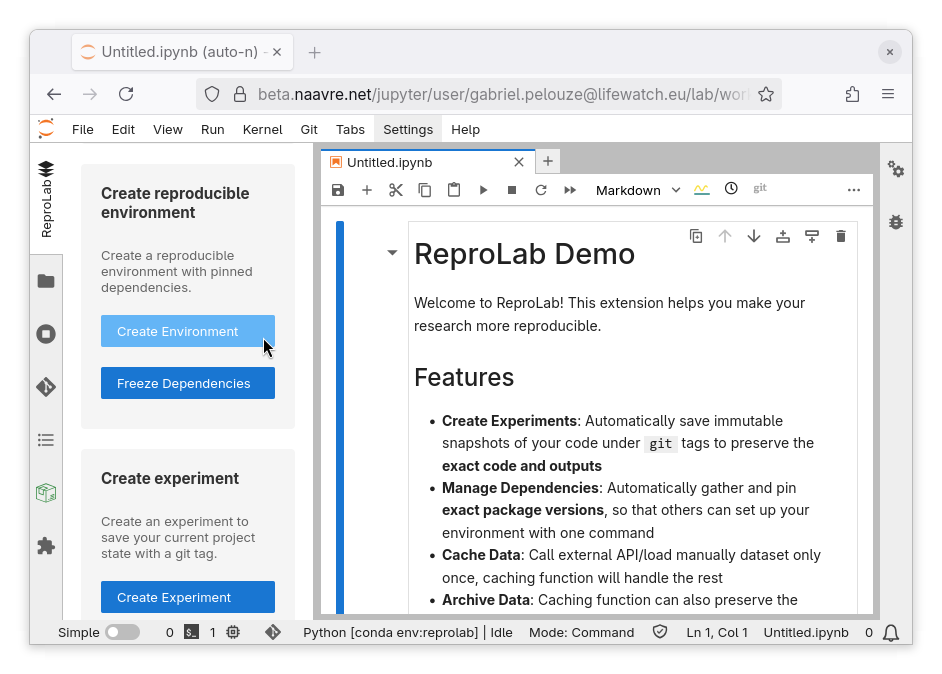 Untitled.ipynb (auto-n) -
beta.naavre.net/jupyter/user/gabriel.pelouze@lifewatch.eu/lab/wor
File Edit View Run Kernel Git Tabs Settings Help
ReproLab
Create reproducible
environment
Create a reproducible
environment with pinned
dependencies.
Create Environment
Freeze Dependencies
Create experiment
Create an experiment to
save your current project
state with a git tag.
Create Experiment
Untitled.ipynb
Markdown git
ReproLab Demo
Welcome to ReproLab! This extension helps you make your
research more reproducible.
Features
• Create Experiments: Automatically save immutable
snapshots of your code under git tags to preserve the
exact code and outputs
• Manage Dependencies: Automatically gather and pin
exact package versions, so that others can set up your
environment with one command
• Cache Data: Call external API/load manually dataset only
once, caching function will handle the rest
• Archive Data: Caching function can also preserve the
Simple 0 $_ 1 Python [conda env:reprolab] | Idle Mode: Command Ln 1, Col 1 Untitled.ipynb 0